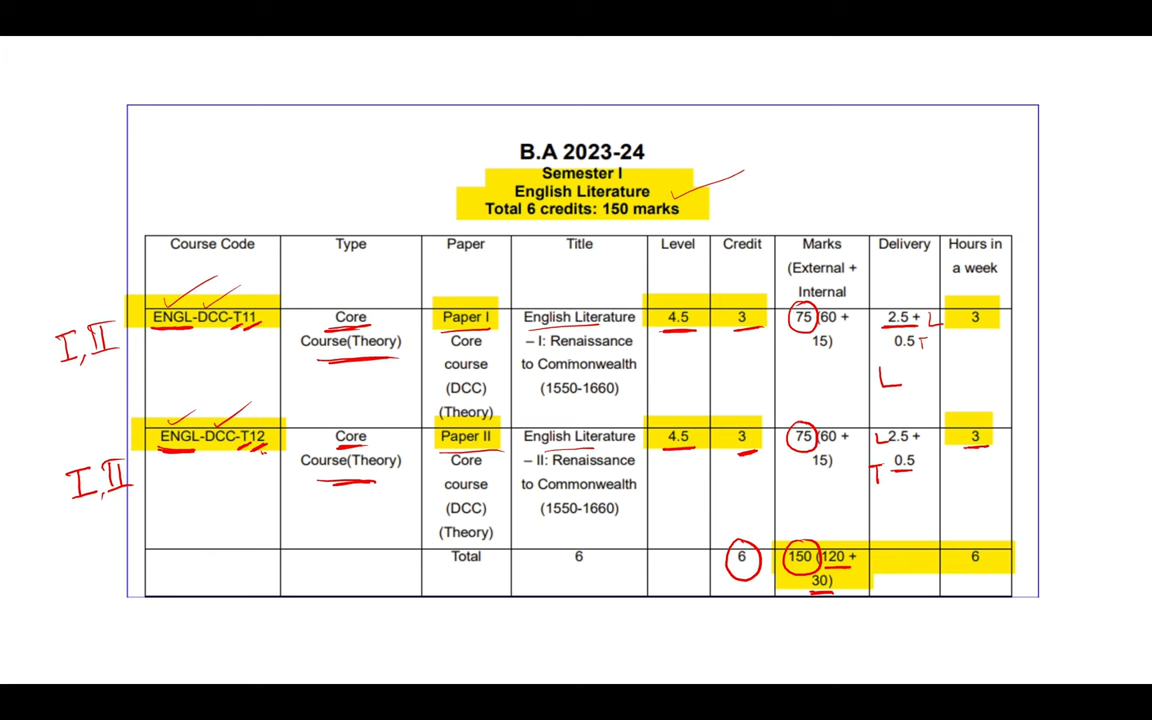 B.A 2023-24
Semester I
English Literature
Total 6 credits: 150 marks
Course Code Type Paper Title Level Credit Marks (External + Internal Delivery Hours in a week
ENGL-DCC-T11 Core Course(Theory) Paper I Core course (DCC) (Theory) English Literature – I: Renaissance to Commonwealth (1550-1660) 4.5 3 75 (60 + 15) 2.5 + L 0.5 T 3
I, II
L
ENGL-DCC-T12 Core Course(Theory) Paper II Core course (DCC) (Theory) English Literature – II: Renaissance to Commonwealth (1550-1660) 4.5 3 75 (60 + 15) L 2.5 + T 0.5 3
I, II
Total 6 6 150 (120 + 30) 6